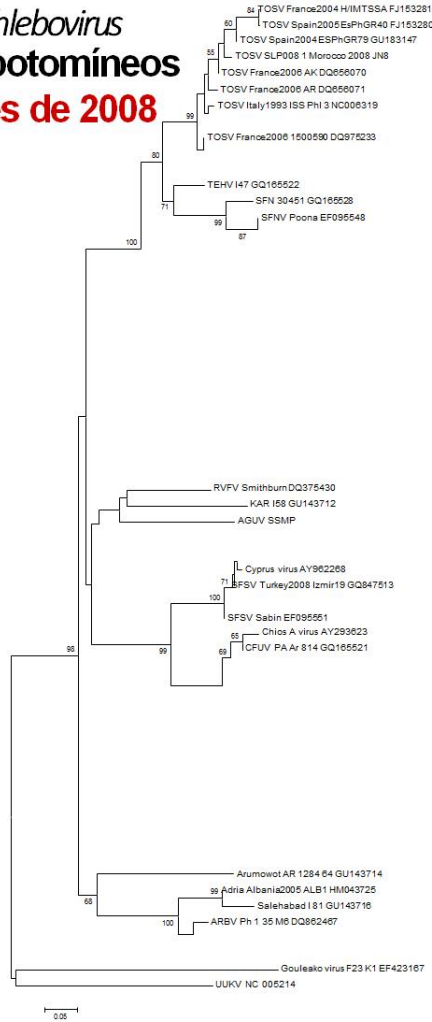 hlebovirus
ootomíneos
s de 2008
84 TOSV France2004 H/IMTSSA FJ153281
TOSV Spain2005EsPhGR40 FJ153280
60
TOSV Spain2004ESPhGR79 GU183147
55
TOSV SLP008 1 Morocco 2008 JN8
TOSV France2006 AK DQ656070
TOSV France2006 AR DQ656071
TOSV Italy1993 ISS Phl 3 NC006319
99
TOSV France2006 1500590 DQ975233
80
TEHV I47 GQ165522
71
SFN 30451 GQ165528
99
SFNV Poona EF095548
87
100
RVFV Smithburn DQ375430
KAR I58 GU143712
AGUV SSMP
Cyprus virus AY962268
71
SFSV Turkey2008 Izmir19 GQ847513
100
SFSV Sabin EF095551
65 Chios A virus AY293623
CFUV PA Ar 814 GQ165521
69
99
98
Arumowot AR 1284 64 GU143714
68
99 Adria Albania2005 ALB1 HM043725
Salehabad I 81 GU143716
100
ARBV Ph 1 35 M6 DQ862467
Gouleako virus F23 K1 EF423167
UUKV NC 005214
0.05